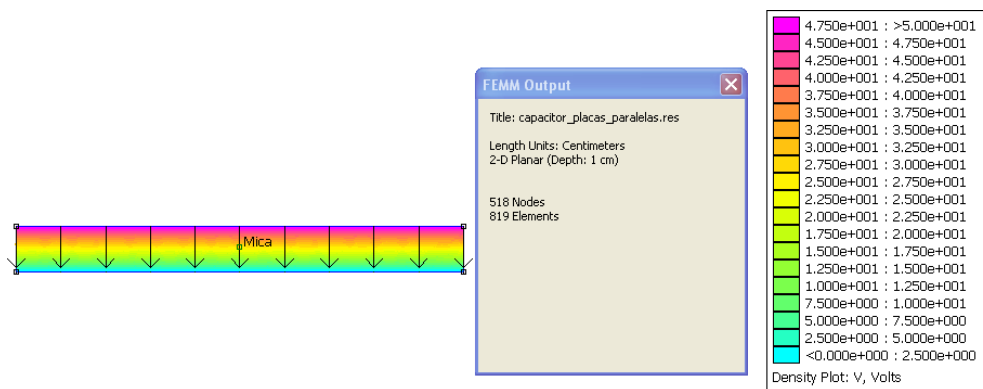 Mica
FEMM Output
Title: capacitor_placas_paralelas.res
Length Units: Centimeters
2-D Planar (Depth: 1 cm)
518 Nodes
819 Elements
4.750e+001 : >5.000e+001
4.500e+001 : 4.750e+001
4.250e+001 : 4.500e+001
4.000e+001 : 4.250e+001
3.750e+001 : 4.000e+001
3.500e+001 : 3.750e+001
3.250e+001 : 3.500e+001
3.000e+001 : 3.250e+001
2.750e+001 : 3.000e+001
2.500e+001 : 2.750e+001
2.250e+001 : 2.500e+001
2.000e+001 : 2.250e+001
1.750e+001 : 2.000e+001
1.500e+001 : 1.750e+001
1.250e+001 : 1.500e+001
1.000e+001 : 1.250e+001
7.500e+000 : 1.000e+001
5.000e+000 : 7.500e+000
2.500e+000 : 5.000e+000
<0.000e+000 : 2.500e+000
Density Plot: V, Volts